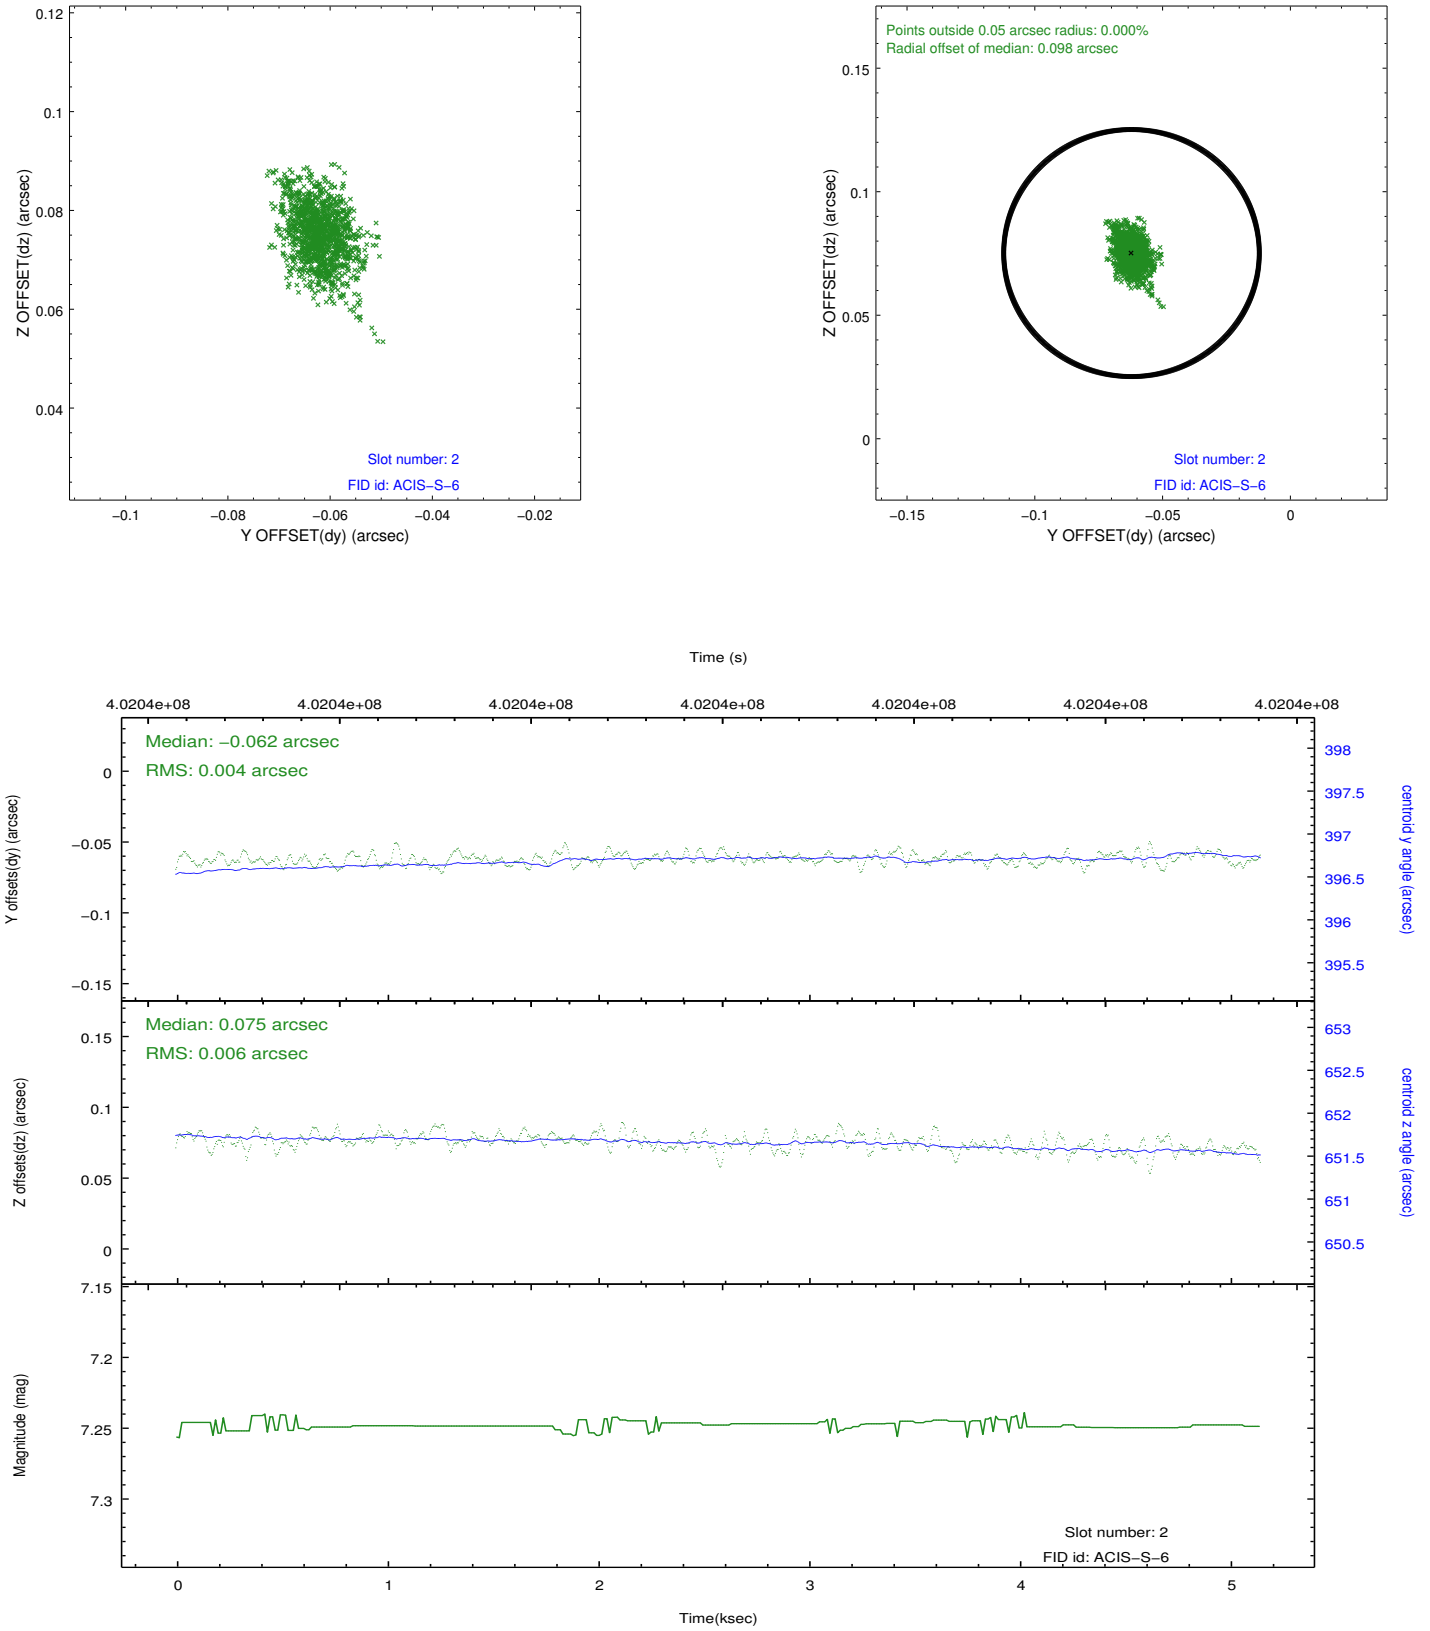 0.12
0.1
0.08
0.06
0.04
Z OFFSET(dz) (arcsec)
Slot number: 2
FID id: ACIS−S−6
−0.1
−0.08
−0.06
−0.04
−0.02
Y OFFSET(dy) (arcsec)
Points outside 0.05 arcsec radius: 0.000%
Radial offset of median: 0.098 arcsec
0.15
0.1
0.05
0
Z OFFSET(dz) (arcsec)
Slot number: 2
FID id: ACIS−S−6
−0.15
−0.1
−0.05
0
Y OFFSET(dy) (arcsec)
Time (s)
4.0204e+08 4.0204e+08 4.0204e+08 4.0204e+08 4.0204e+08 4.0204e+08 4.0204e+08
Median: −0.062 arcsec
RMS: 0.004 arcsec
0
−0.05
−0.1
−0.15
Y offsets(dy) (arcsec)
398
397.5
397
396.5
396
395.5
centroid y angle (arcsec)
Median: 0.075 arcsec
RMS: 0.006 arcsec
0.15
0.1
0.05
0
Z offsets(dz) (arcsec)
653
652.5
652
651.5
651
650.5
centroid z angle (arcsec)
7.15
7.2
7.25
7.3
Magnitude (mag)
Slot number: 2
FID id: ACIS−S−6
0 1 2 3 4 5
Time(ksec)